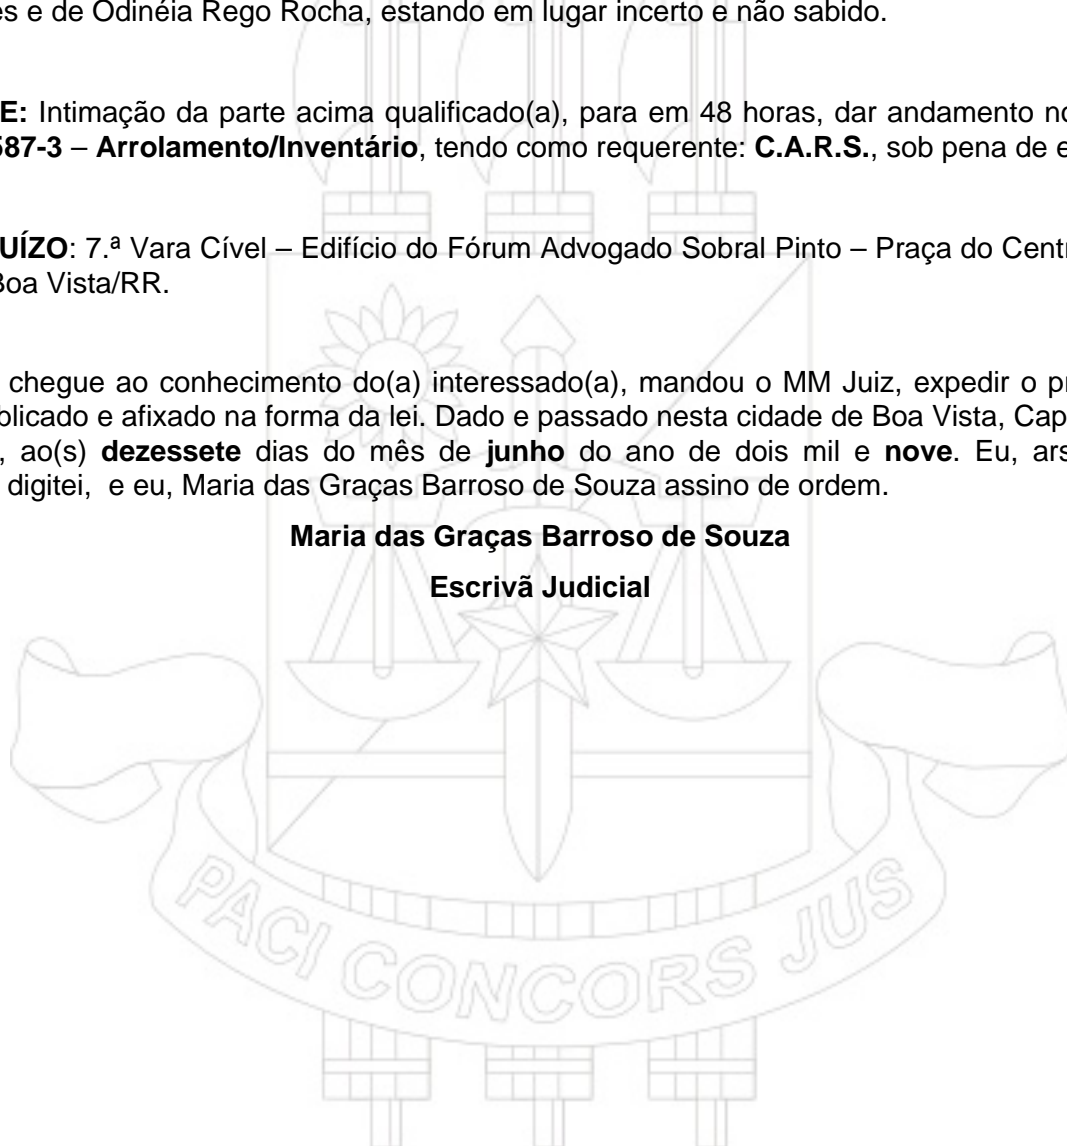 es e de Odinéia Rego Rocha, estando em lugar incerto e não sabido.
E: Intimação da parte acima qualificado(a), para em 48 horas, dar andamento no
587-3 – Arrolamento/Inventário, tendo como requerente: C.A.R.S., sob pena de e
UÍZO: 7.ª Vara Cível – Edifício do Fórum Advogado Sobral Pinto – Praça do Centr
Boa Vista/RR.
chegue ao conhecimento do(a) interessado(a), mandou o MM Juiz, expedir o pr
blicado e afixado na forma da lei. Dado e passado nesta cidade de Boa Vista, Cap
, ao(s) dezessete dias do mês de junho do ano de dois mil e nove. Eu, ars
digitei, e eu, Maria das Graças Barroso de Souza assino de ordem.
Maria das Graças Barroso de Souza
Escrivã Judicial
PACI CONCORS JUS